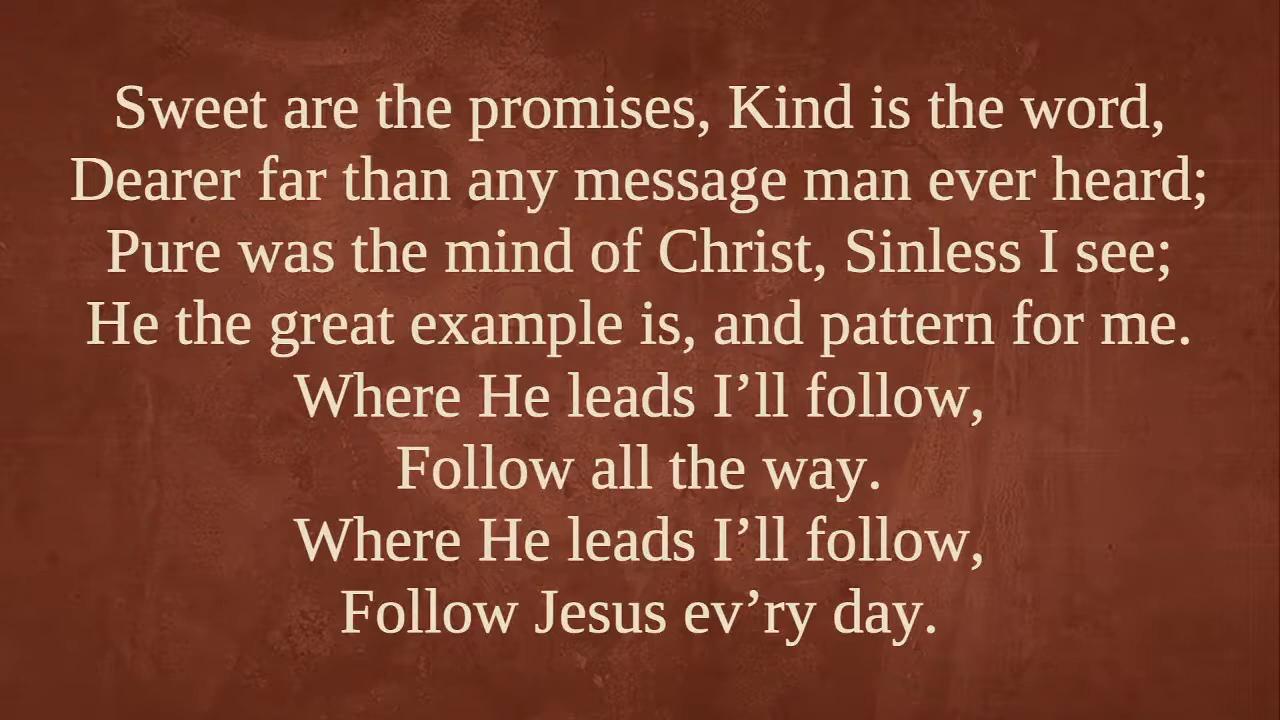 Sweet are the promises, Kind is the word,
Dearer far than any message man ever heard;
Pure was the mind of Christ, Sinless I see;
He the great example is, and pattern for me.
Where He leads I’ll follow,
Follow all the way.
Where He leads I’ll follow,
Follow Jesus ev’ry day.